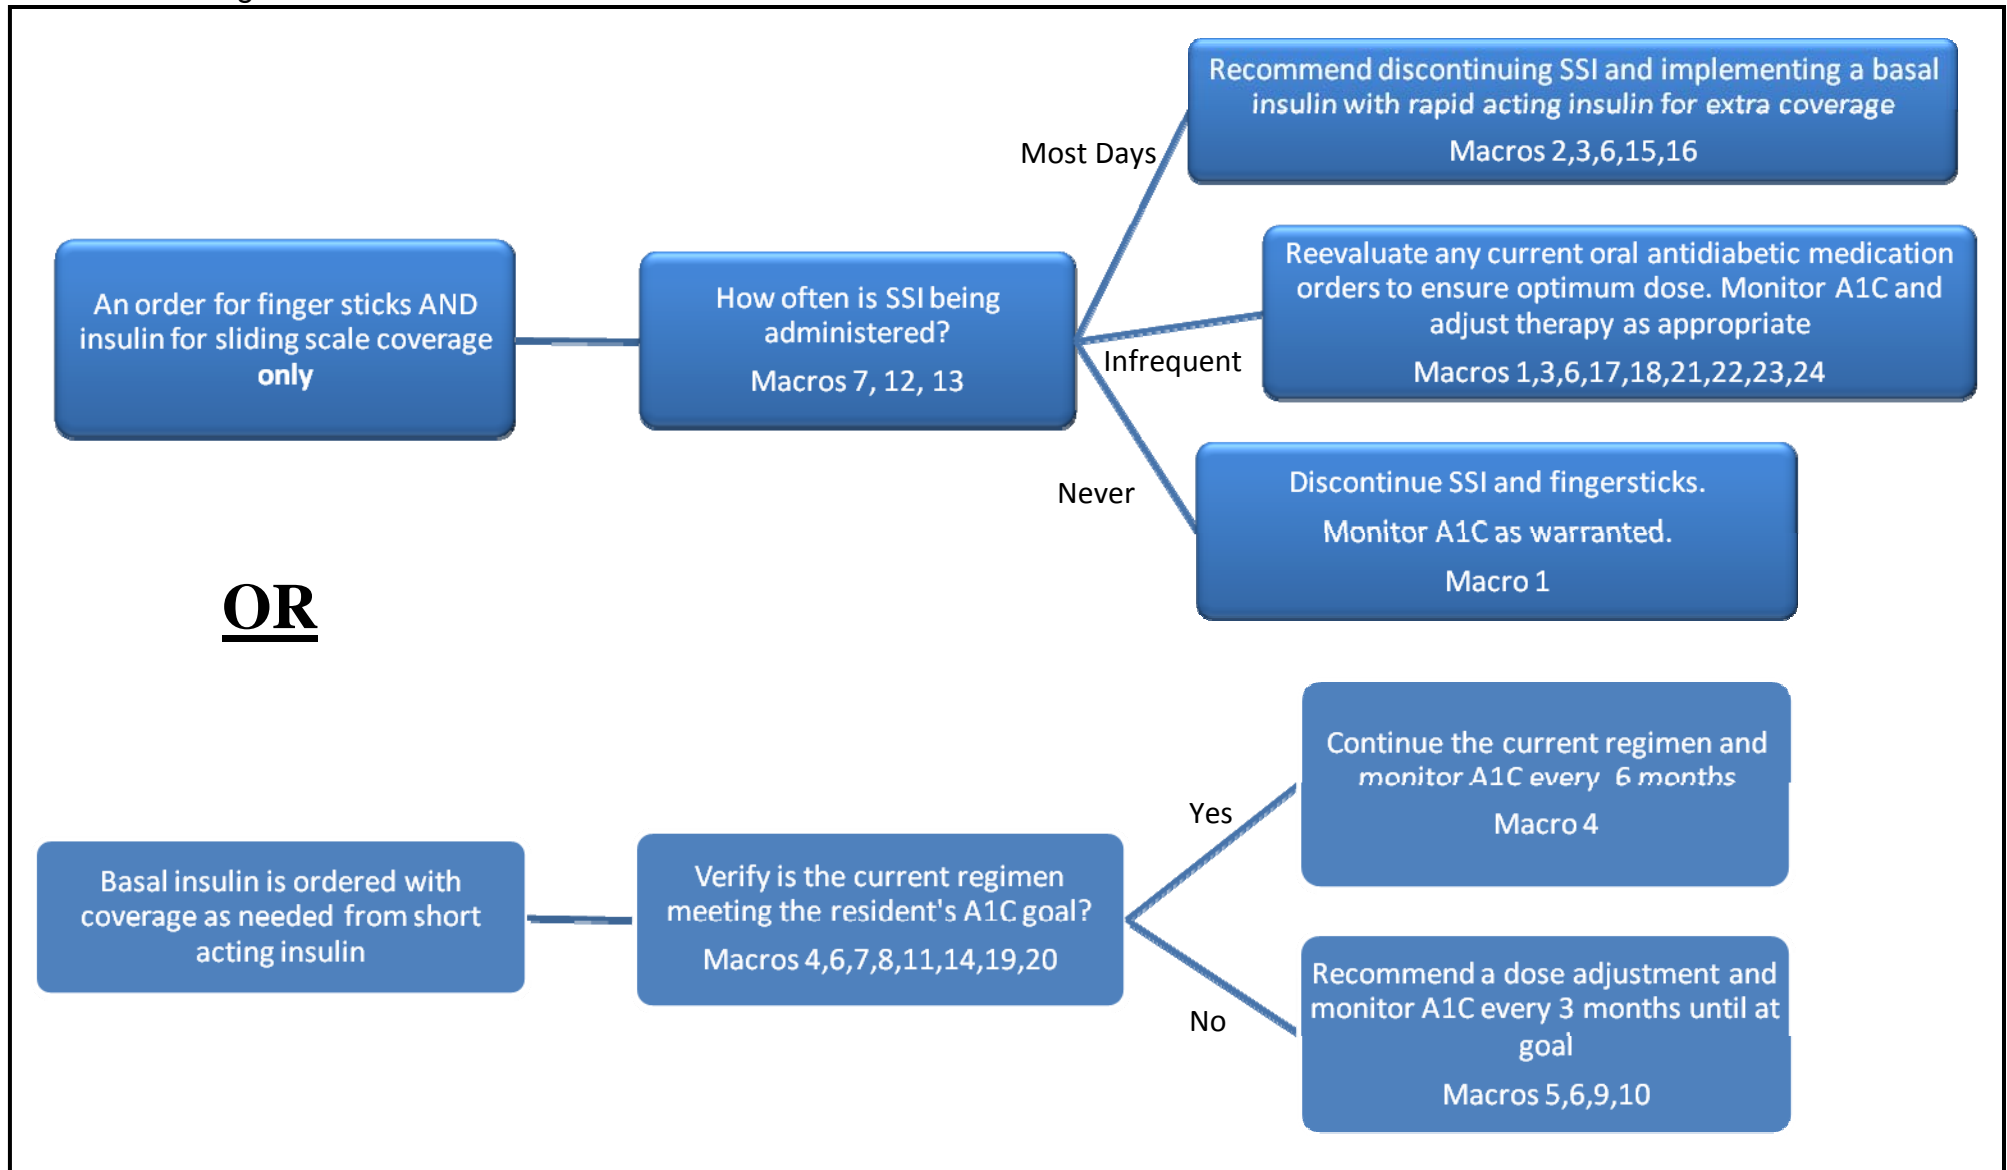 An order for finger sticks AND
insulin for sliding scale coverage
only
How often is SSI being
administered?
Macros 7, 12, 13
Most Days
Recommend discontinuing SSI and implementing a basal
insulin with rapid acting insulin for extra coverage
Macros 2,3,6,15,16
Infrequent
Reevaluate any current oral antidiabetic medication
orders to ensure optimum dose. Monitor A1C and
adjust therapy as appropriate
Macros 1,3,6,17,18,21,22,23,24
Never
Discontinue SSI and fingersticks.
Monitor A1C as warranted.
Macro 1
OR
Basal insulin is ordered with
coverage as needed from short
acting insulin
Verify is the current regimen
meeting the resident's A1C goal?
Macros 4,6,7,8,11,14,19,20
Yes
Continue the current regimen and
monitor A1C every 6 months
Macro 4
No
Recommend a dose adjustment and
monitor A1C every 3 months until at
goal
Macros 5,6,9,10